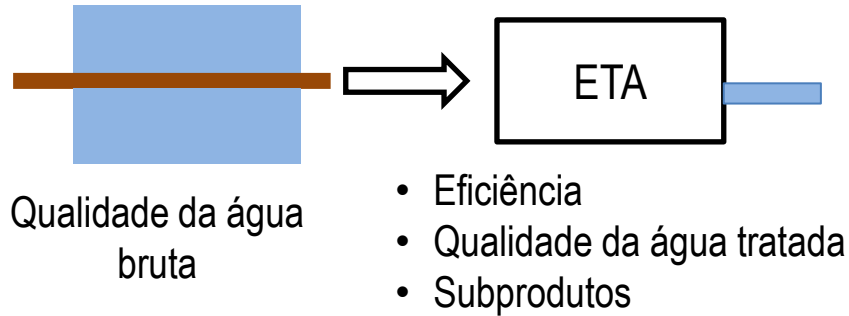 ETA
Qualidade da água
bruta
• Eficiência
• Qualidade da água tratada
• Subprodutos